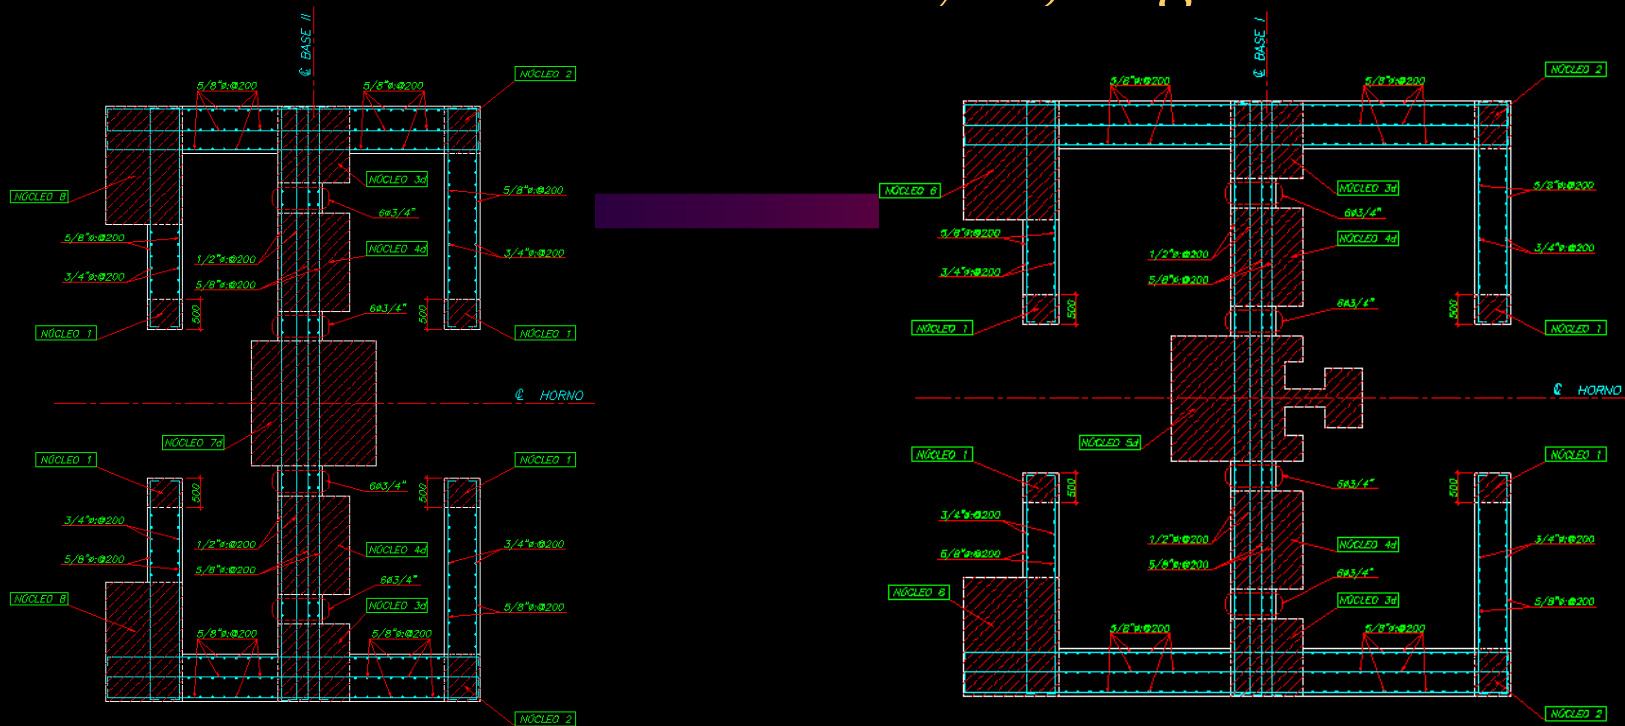 ℄ BASE II
NÚCLEO 2
5/8"ø:@200
5/8"ø:@200
NÚCLEO 3d
NÚCLEO 8
5/8"ø:@200
6ø3/4"
5/8"ø:@200
1/2"ø:@200
NÚCLEO 4d
3/4"ø:@200
3/4"ø:@200
5/8"ø:@200
500
6ø3/4"
500
NÚCLEO 1
NÚCLEO 1
℄ HORNO
NÚCLEO 7d
NÚCLEO 1
NÚCLEO 1
500
6ø3/4"
500
3/4"ø:@200
1/2"ø:@200
NÚCLEO 4d
3/4"ø:@200
5/8"ø:@200
5/8"ø:@200
6ø3/4"
NÚCLEO 8
NÚCLEO 3d
5/8"ø:@200
5/8"ø:@200
5/8"ø:@200
NÚCLEO 2
℄ BASE I
NÚCLEO 2
5/8"ø:@200
5/8"ø:@200
NÚCLEO 6
NÚCLEO 3d
5/8"ø:@200
6ø3/4"
5/8"ø:@200
1/2"ø:@200
NÚCLEO 4d
3/4"ø:@200
3/4"ø:@200
5/8"ø:@200
500
6ø3/4"
500
NÚCLEO 1
NÚCLEO 1
℄ HORNO
NÚCLEO 5d
NÚCLEO 1
NÚCLEO 1
500
6ø3/4"
500
3/4"ø:@200
1/2"ø:@200
NÚCLEO 4d
3/4"ø:@200
5/8"ø:@200
5/8"ø:@200
6ø3/4"
NÚCLEO 6
NÚCLEO 3d
5/8"ø:@200
5/8"ø:@200
5/8"ø:@200
NÚCLEO 2